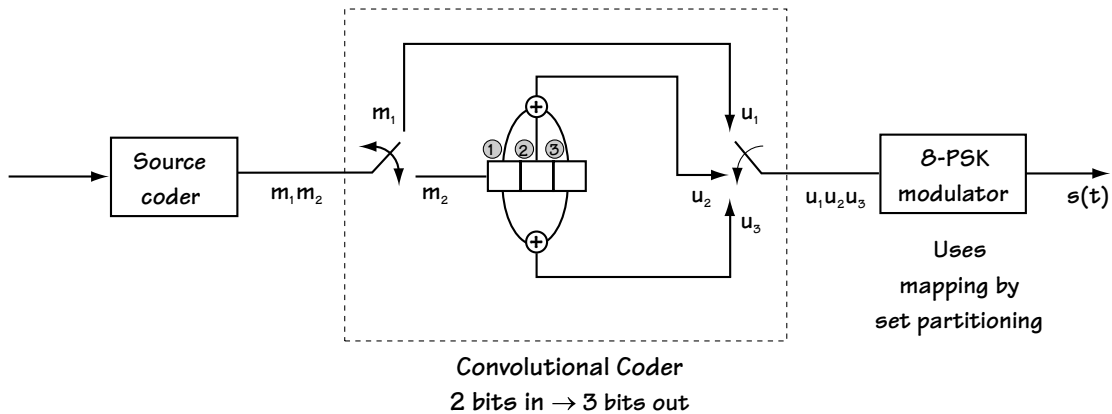 Source
coder
m₁m₂
m₁
m₂
1 2 3
+
+
u₁
u₂
u₃
u₁u₂u₃
8-PSK
modulator
s(t)
Uses
mapping by
set partitioning
Convolutional Coder
2 bits in → 3 bits out